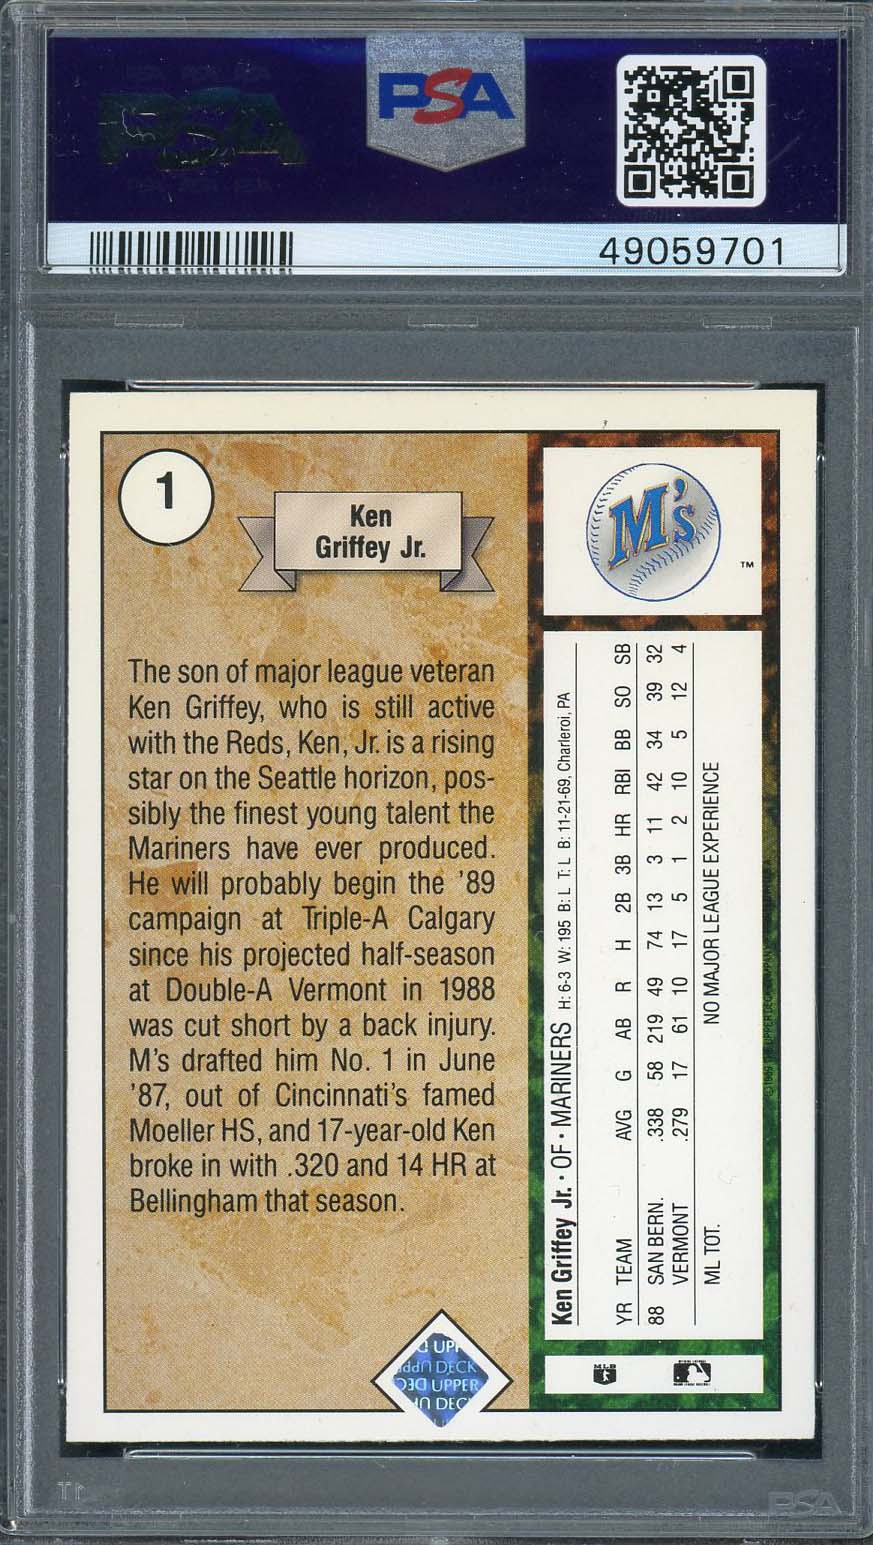 PSA
49059701
1
Ken
Griffey Jr.
The son of major league veteran
Ken Griffey, who is still active
with the Reds, Ken, Jr. is a rising
star on the Seattle horizon, pos-
sibly the finest young talent the
Mariners have ever produced.
He will probably begin the '89
campaign at Triple-A Calgary
since his projected half-season
at Double-A Vermont in 1988
was cut short by a back injury.
M's drafted him No. 1 in June
'87, out of Cincinnati's famed
Moeller HS, and 17-year-old Ken
broke in with .320 and 14 HR at
Bellingham that season.
M's
TM
Ken Griffey Jr. · OF · MARINERS H: 6-3 W: 195 B: L T: L B: 11-21-69, Charleroi, PA
YR TEAM AVG G AB R H 2B 3B HR RBI BB SO SB
88 SAN BERN. .338 58 219 49 74 13 3 11 42 34 39 32
VERMONT .279 17 61 10 17 5 1 2 10 5 12 4
ML TOT. NO MAJOR LEAGUE EXPERIENCE
UPPER DECK
UPPER
DECK
MLB
PSA